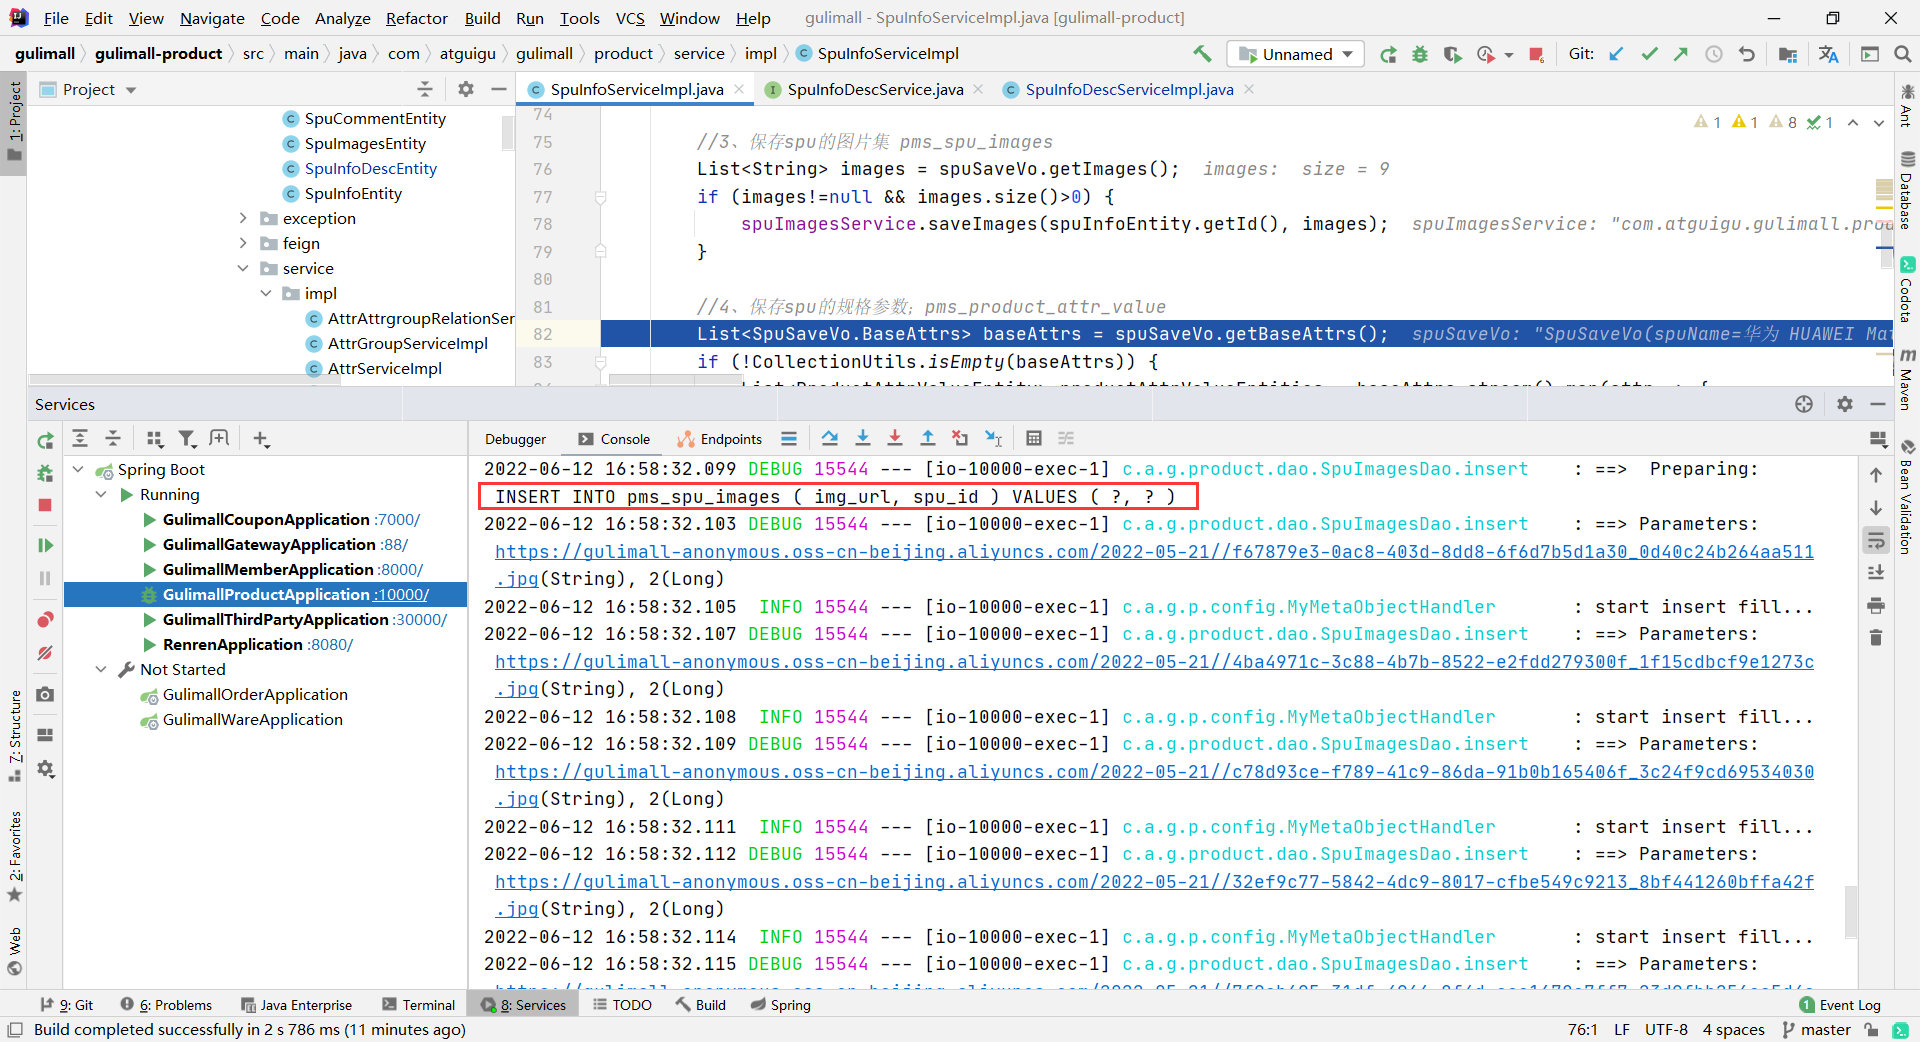 File Edit View Navigate Code Analyze Refactor Build Run Tools VCS Window Help gulimall - SpuInfoServiceImpl.java [gulimall-product]
gulimall gulimall-product src main java com atguigu gulimall product service impl SpuInfoServiceImpl Unnamed Git:
Project
SpuInfoServiceImpl.java SpuInfoDescService.java SpuInfoDescServiceImpl.java
1: Project
SpuCommentEntity
SpuImagesEntity
SpuInfoDescEntity
SpuInfoEntity
exception
feign
service
impl
AttrAttrgroupRelationSer
AttrGroupServiceImpl
AttrServiceImpl
1 1 8 1
74
75 //3、保存spu的图片集 pms_spu_images
76 List<String> images = spuSaveVo.getImages(); images: size = 9
77 if (images!=null && images.size()>0) {
78 spuImagesService.saveImages(spuInfoEntity.getId(), images); spuImagesService: "com.atguigu.gulimall.prod
79 }
80
81 //4、保存spu的规格参数; pms_product_attr_value
82 List<SpuSaveVo.BaseAttrs> baseAttrs = spuSaveVo.getBaseAttrs(); spuSaveVo: "SpuSaveVo(spuName=华为 HUAWEI Mat
83 if (!CollectionUtils.isEmpty(baseAttrs)) {
Ant
Database
Codota
Maven
Bean Validation
Services
Debugger Console Endpoints
Spring Boot
Running
GulimallCouponApplication :7000/
GulimallGatewayApplication :88/
GulimallMemberApplication :8000/
GulimallProductApplication :10000/
GulimallThirdPartyApplication :30000/
RenrenApplication :8080/
Not Started
GulimallOrderApplication
GulimallWareApplication
7: Structure
2: Favorites
Web
2022-06-12 16:58:32.099 DEBUG 15544 --- [io-10000-exec-1] c.a.g.product.dao.SpuImagesDao.insert : ==> Preparing:
INSERT INTO pms_spu_images ( img_url, spu_id ) VALUES ( ?, ? )
2022-06-12 16:58:32.103 DEBUG 15544 --- [io-10000-exec-1] c.a.g.product.dao.SpuImagesDao.insert : ==> Parameters:
https://gulimall-anonymous.oss-cn-beijing.aliyuncs.com/2022-05-21//f67879e3-0ac8-403d-8dd8-6f6d7b5d1a30_0d40c24b264aa511
.jpg(String), 2(Long)
2022-06-12 16:58:32.105 INFO 15544 --- [io-10000-exec-1] c.a.g.p.config.MyMetaObjectHandler : start insert fill...
2022-06-12 16:58:32.107 DEBUG 15544 --- [io-10000-exec-1] c.a.g.product.dao.SpuImagesDao.insert : ==> Parameters:
https://gulimall-anonymous.oss-cn-beijing.aliyuncs.com/2022-05-21//4ba4971c-3c88-4b7b-8522-e2fdd279300f_1f15cdbcf9e1273c
.jpg(String), 2(Long)
2022-06-12 16:58:32.108 INFO 15544 --- [io-10000-exec-1] c.a.g.p.config.MyMetaObjectHandler : start insert fill...
2022-06-12 16:58:32.109 DEBUG 15544 --- [io-10000-exec-1] c.a.g.product.dao.SpuImagesDao.insert : ==> Parameters:
https://gulimall-anonymous.oss-cn-beijing.aliyuncs.com/2022-05-21//c78d93ce-f789-41c9-86da-91b0b165406f_3c24f9cd69534030
.jpg(String), 2(Long)
2022-06-12 16:58:32.111 INFO 15544 --- [io-10000-exec-1] c.a.g.p.config.MyMetaObjectHandler : start insert fill...
2022-06-12 16:58:32.112 DEBUG 15544 --- [io-10000-exec-1] c.a.g.product.dao.SpuImagesDao.insert : ==> Parameters:
https://gulimall-anonymous.oss-cn-beijing.aliyuncs.com/2022-05-21//32ef9c77-5842-4dc9-8017-cfbe549c9213_8bf441260bffa42f
.jpg(String), 2(Long)
2022-06-12 16:58:32.114 INFO 15544 --- [io-10000-exec-1] c.a.g.p.config.MyMetaObjectHandler : start insert fill...
2022-06-12 16:58:32.115 DEBUG 15544 --- [io-10000-exec-1] c.a.g.product.dao.SpuImagesDao.insert : ==> Parameters:
9: Git 6: Problems Java Enterprise Terminal 8: Services TODO Build Spring 1 Event Log
Build completed successfully in 2 s 786 ms (11 minutes ago) 76:1 LF UTF-8 4 spaces master